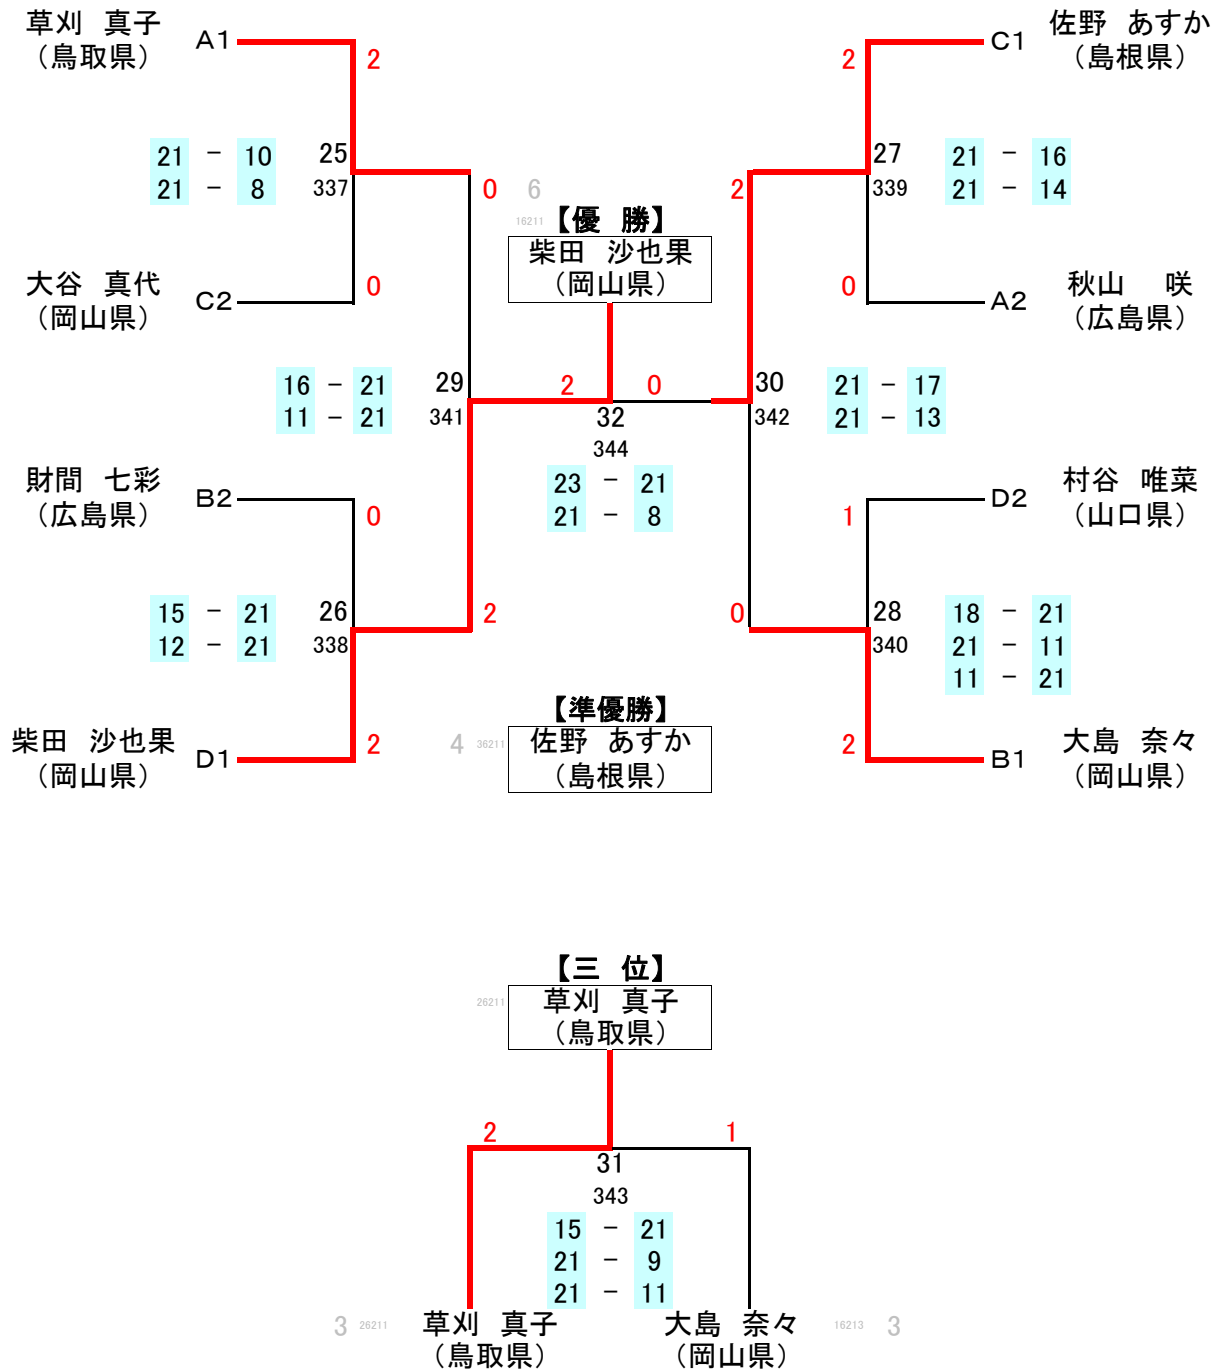 草刈　真子
（鳥取県）
A1
2
佐野　あすか
（島根県）
C1
2
21 － 10
21 － 8
25
337
27
339
21 － 16
21 － 14
0
6
2
16211
【優　勝】
柴田　沙也果
（岡山県）
大谷　真代
（岡山県）
C2
0
秋山　　咲
（広島県）
A2
0
16 － 21
11 － 21
29
341
2
0
32
344
30
342
21 － 17
21 － 13
23 － 21
21 － 8
財間　七彩
（広島県）
B2
0
村谷　唯菜
（山口県）
D2
1
15 － 21
12 － 21
26
338
2
0
28
340
18 － 21
21 － 11
11 － 21
柴田　沙也果
（岡山県）
D1
2
4
36211
【準優勝】
佐野　あすか
（島根県）
2
B1
大島　奈々
（岡山県）
【三　位】
26211
草刈　真子
（鳥取県）
2
1
31
343
15 － 21
21 － 9
21 － 11
3
26211
草刈　真子
（鳥取県）
大島　奈々
（岡山県）
16213
3